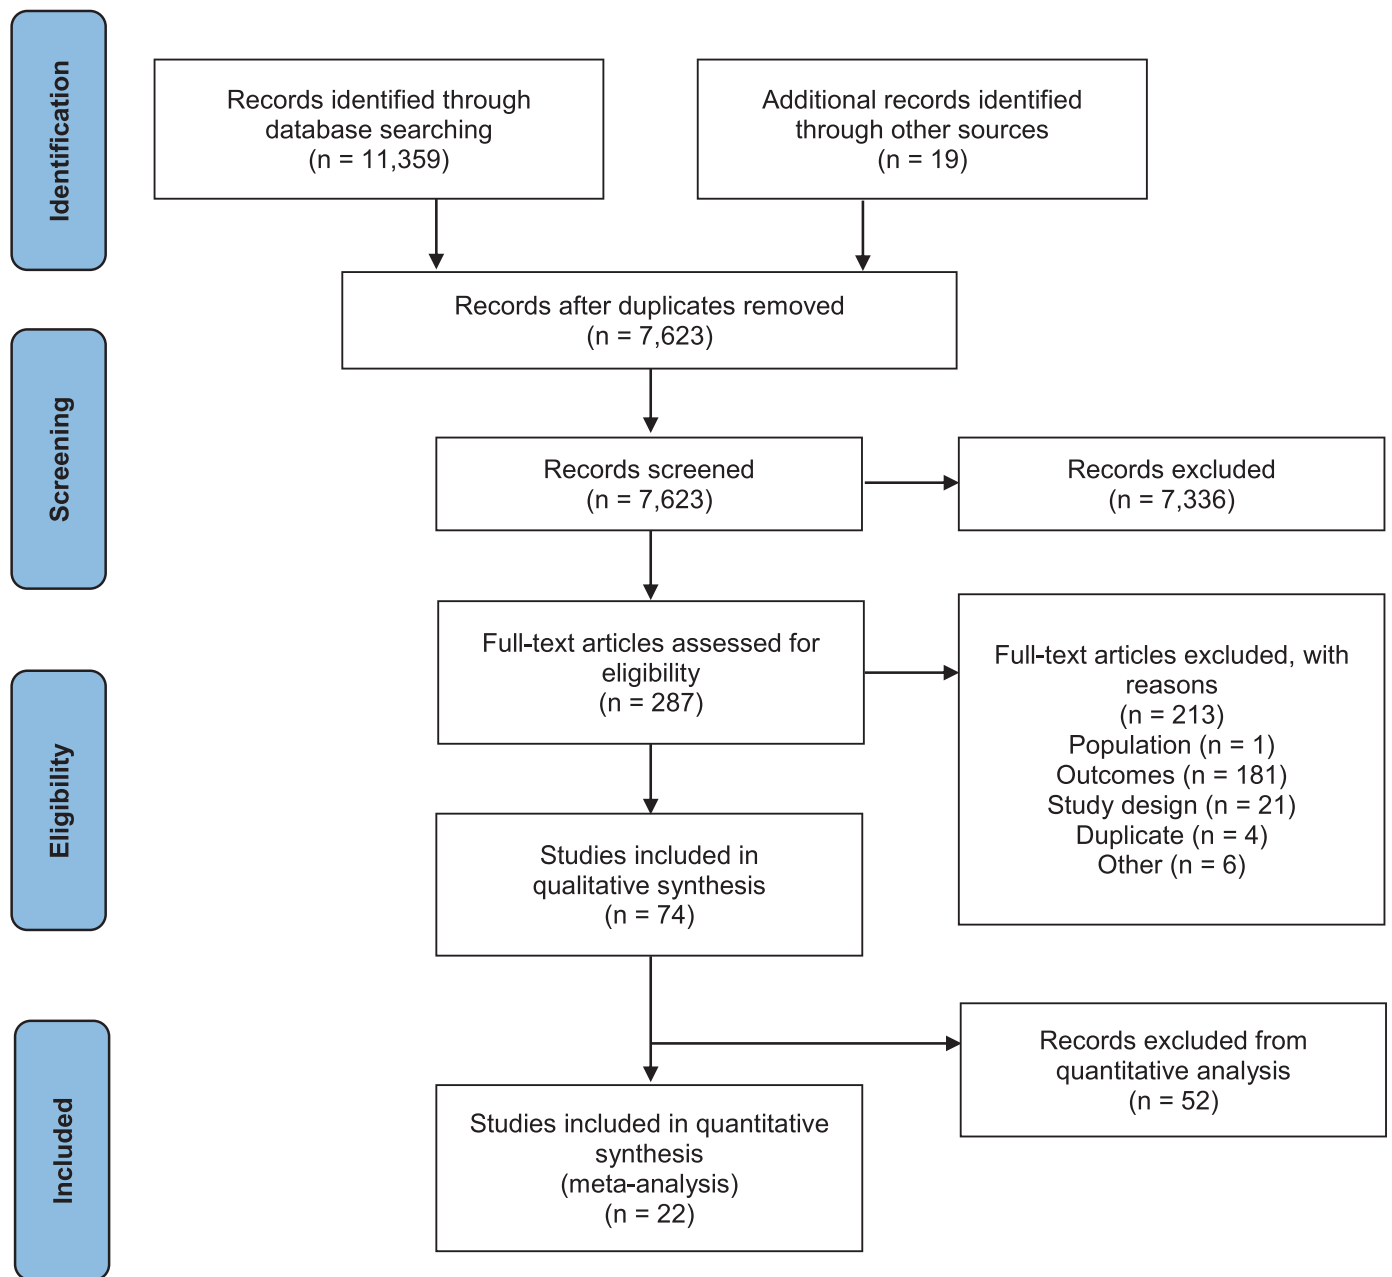 Identification
Records identified through
database searching
(n = 11,359)
Additional records identified
through other sources
(n = 19)
Records after duplicates removed
(n = 7,623)
Screening
Records screened
(n = 7,623)
Records excluded
(n = 7,336)
Eligibility
Full-text articles assessed for
eligibility
(n = 287)
Full-text articles excluded, with
reasons
(n = 213)
Population (n = 1)
Outcomes (n = 181)
Study design (n = 21)
Duplicate (n = 4)
Other (n = 6)
Studies included in
qualitative synthesis
(n = 74)
Included
Records excluded from
quantitative analysis
(n = 52)
Studies included in quantitative
synthesis
(meta-analysis)
(n = 22)